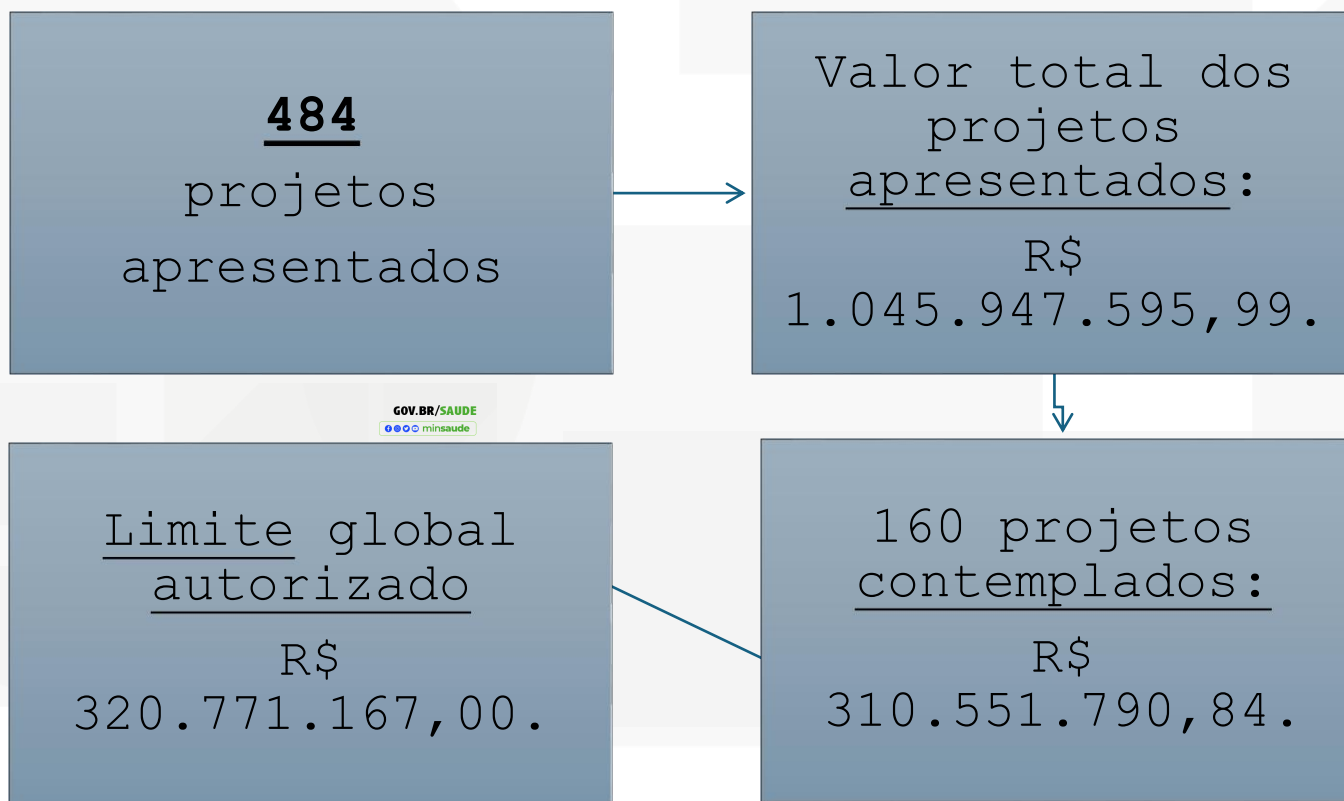 484
projetos
apresentados
Valor total dos
projetos
apresentados:
R$
1.045.947.595,99.
GOV.BR/SAUDE
minsaude
Limite global
autorizado
R$
320.771.167,00.
160 projetos
contemplados:
R$
310.551.790,84.